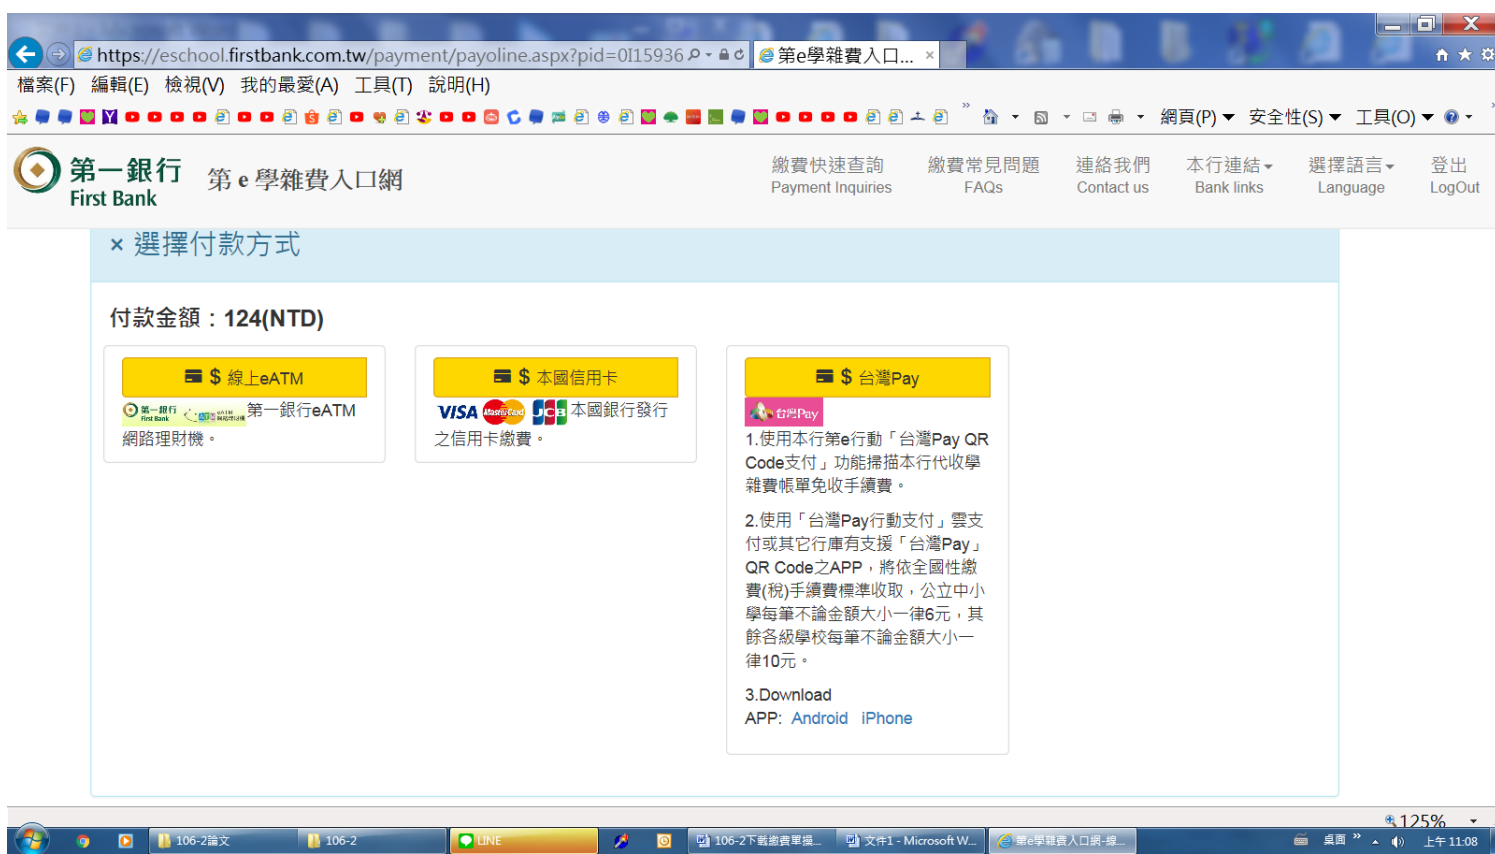 https://eschool.firstbank.com.tw/payment/payoline.aspx?pid=0I15936
第e學雜費入口...
檔案(F) 編輯(E) 檢視(V) 我的最愛(A) 工具(T) 說明(H)
網頁(P) 安全性(S) 工具(O)
第一銀行
First Bank
第 e 學雜費入口網
繳費快速查詢
Payment Inquiries
繳費常見問題
FAQs
連絡我們
Contact us
本行連結
Bank links
選擇語言
Language
登出
LogOut
× 選擇付款方式
付款金額：124(NTD)
$ 線上eATM
第一銀行 First Bank 第一銀行eATM
網路理財機。
$ 本國信用卡
VISA MasterCard JCB 本國銀行發行
之信用卡繳費。
$ 台灣Pay
台灣Pay
1.使用本行第e行動「台灣Pay QR
Code支付」功能掃描本行代收學
雜費帳單免收手續費。
2.使用「台灣Pay行動支付」雲支
付或其它行庫有支援「台灣Pay」
QR Code之APP，將依全國性繳
費(稅)手續費標準收取，公立中小
學每筆不論金額大小一律6元，其
餘各級學校每筆不論金額大小一
律10元。
3.Download
APP: Android iPhone
125%
106-2論文
106-2
LINE
106-2下載繳費單操...
文件1 - Microsoft W...
第e學雜費入口網-線...
桌面
上午 11:08